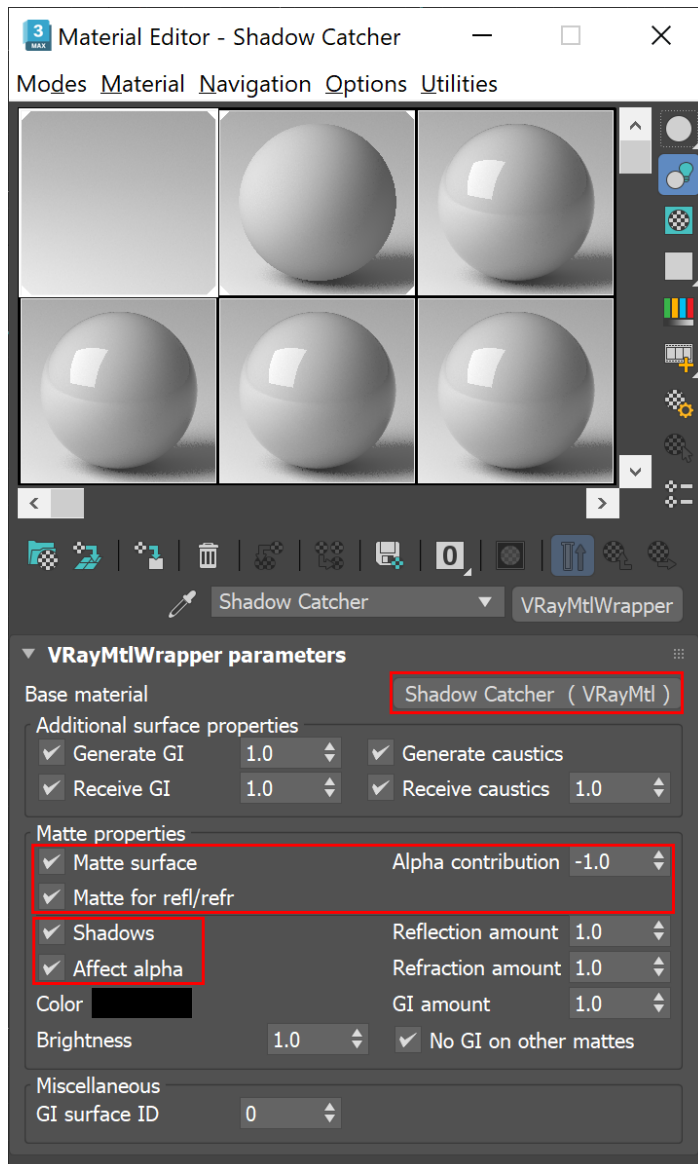 3
MAX
Material Editor - Shadow Catcher
Modes Material Navigation Options Utilities
0
Shadow Catcher
VRayMtlWrapper
VRayMtlWrapper parameters
Base material Shadow Catcher ( VRayMtl )
Additional surface properties
Generate GI 1.0 Generate caustics
Receive GI 1.0 Receive caustics 1.0
Matte properties
Matte surface Alpha contribution -1.0
Matte for refl/refr
Shadows Reflection amount 1.0
Affect alpha Refraction amount 1.0
Color GI amount 1.0
Brightness 1.0 No GI on other mattes
Miscellaneous
GI surface ID 0